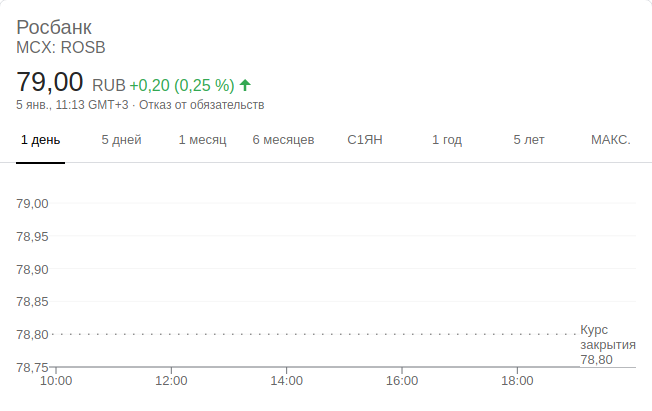 Росбанк
MCX: ROSB
79,00 RUB +0,20 (0,25 %)
5 янв., 11:13 GMT+3 · Отказ от обязательств
1 день 5 дней 1 месяц 6 месяцев С1ЯН 1 год 5 лет МАКС.
79,00
78,95
78,90
78,85
78,80
Курс
закрытия
78,80
78,75
10:00 12:00 14:00 16:00 18:00